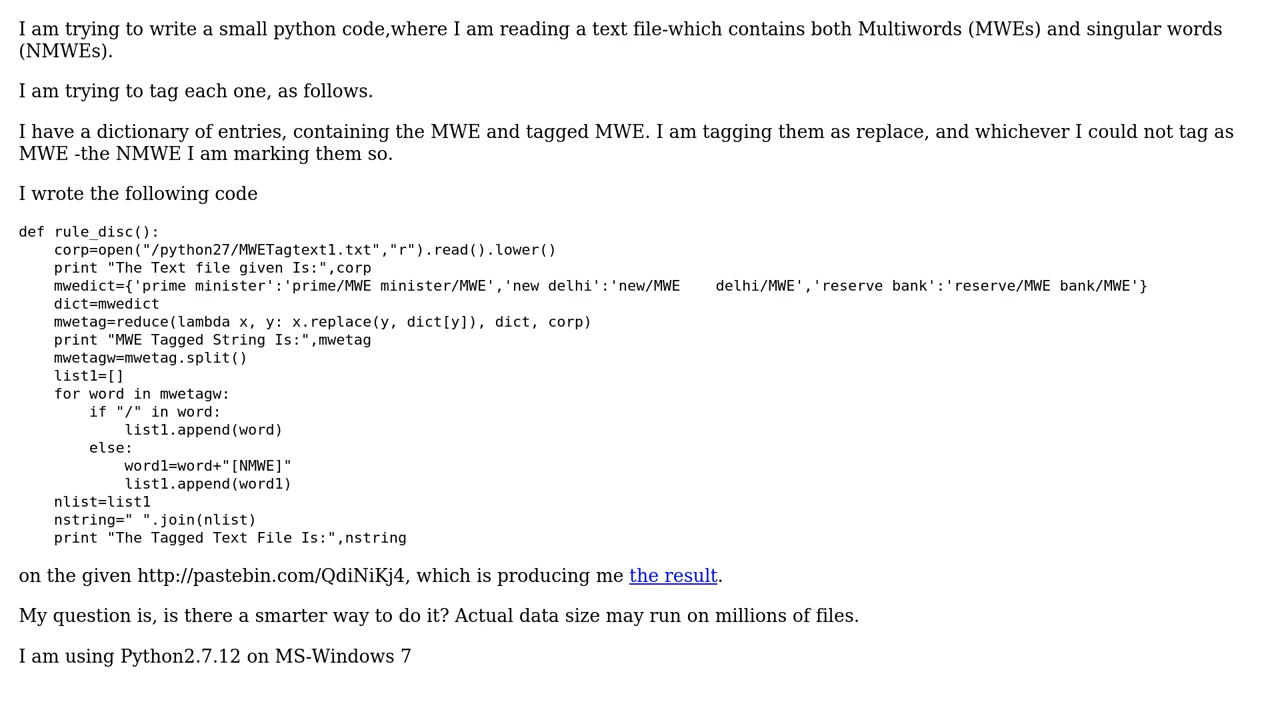 I am trying to write a small python code,where I am reading a text file-which contains both Multiwords (MWEs) and singular words
(NMWEs).
I am trying to tag each one, as follows.
I have a dictionary of entries, containing the MWE and tagged MWE. I am tagging them as replace, and whichever I could not tag as
MWE -the NMWE I am marking them so.
I wrote the following code
def rule_disc():
    corp=open("/python27/MWETagtext1.txt","r").read().lower()
    print "The Text file given Is:",corp
    mwedict={'prime minister':'prime/MWE minister/MWE','new delhi':'new/MWE    delhi/MWE','reserve bank':'reserve/MWE bank/MWE'}
    dict=mwedict
    mwetag=reduce(lambda x, y: x.replace(y, dict[y]), dict, corp)
    print "MWE Tagged String Is:",mwetag
    mwetagw=mwetag.split()
    list1=[]
    for word in mwetagw:
        if "/" in word:
            list1.append(word)
        else:
            word1=word+"[NMWE]"
            list1.append(word1)
    nlist=list1
    nstring=" ".join(nlist)
    print "The Tagged Text File Is:",nstring
on the given http://pastebin.com/QdiNiKj4, which is producing me the result.
My question is, is there a smarter way to do it? Actual data size may run on millions of files.
I am using Python2.7.12 on MS-Windows 7